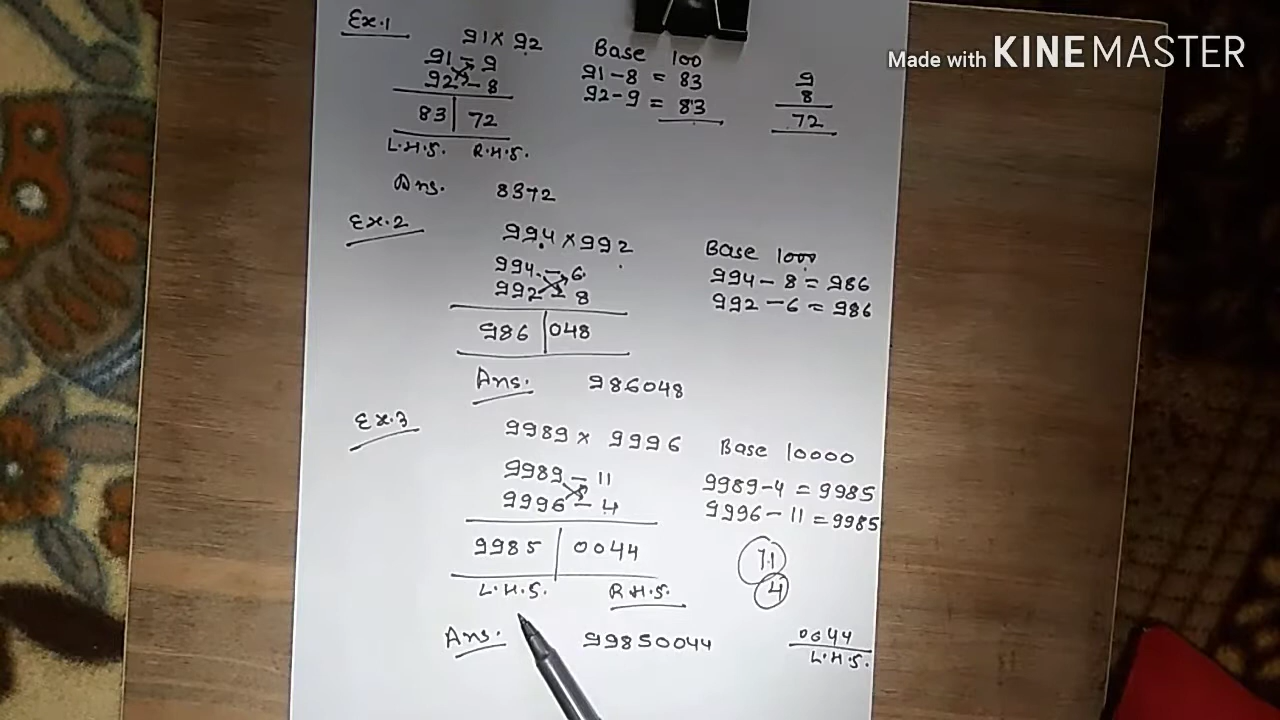 Made with KINEMASTER
Ex.1
91 × 92
91 - 9
92 - 8
83 | 72
L.H.S. R.H.S.
Base 100
91 - 8 = 83
92 - 9 = 83
9
8
72
Ans. 8372
Ex.2
994 × 992
994 - 6
992 - 8
986 | 048
Base 1000
994 - 8 = 986
992 - 6 = 986
Ans. 986048
Ex.3
9989 × 9996
9989 - 11
9996 - 4
9985 | 0044
L.H.S. R.H.S.
Base 10000
9989 - 4 = 9985
9996 - 11 = 9985
4
Ans. 99850044
0044
L.H.S.